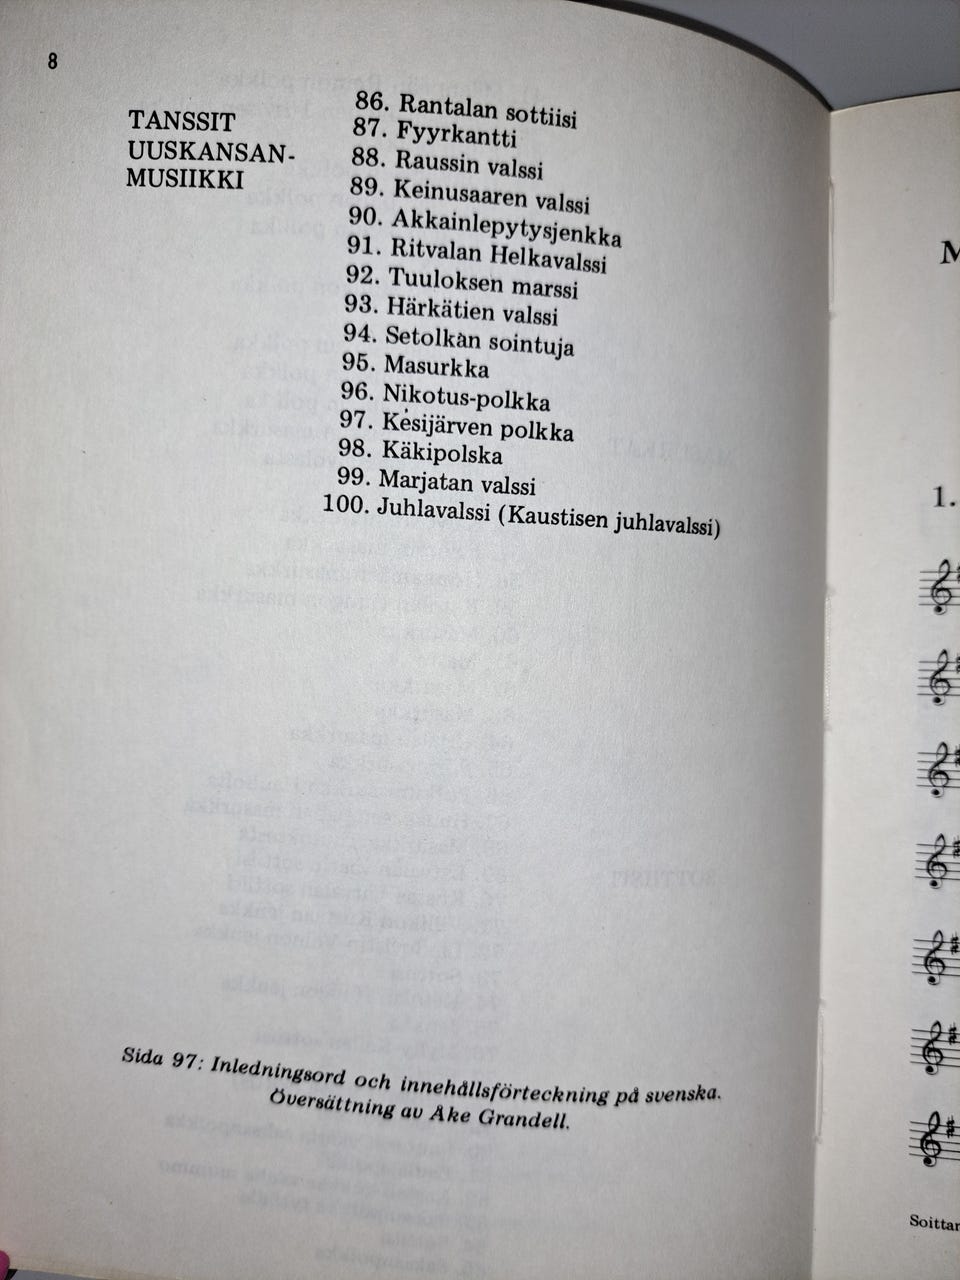 8
TANSSIT
UUSKANSAN-
MUSIIKKI
86. Rantalan sottiisi
87. Fyyrkantti
88. Raussin valssi
89. Keinusaaren valssi
90. Akkainlepytysjenkka
91. Ritvalan Helkavalssi
92. Tuuloksen marssi
93. Härkätien valssi
94. Setolkan sointuja
95. Masurkka
96. Nikotus-polkka
97. Kesijärven polkka
98. Käkipolska
99. Marjatan valssi
100. Juhlavalssi (Kaustisen juhlavalssi)
Sida 97: Inledningsord och innehållsförteckning på svenska.
Översättning av Åke Grandell.
M
1.
Soittan